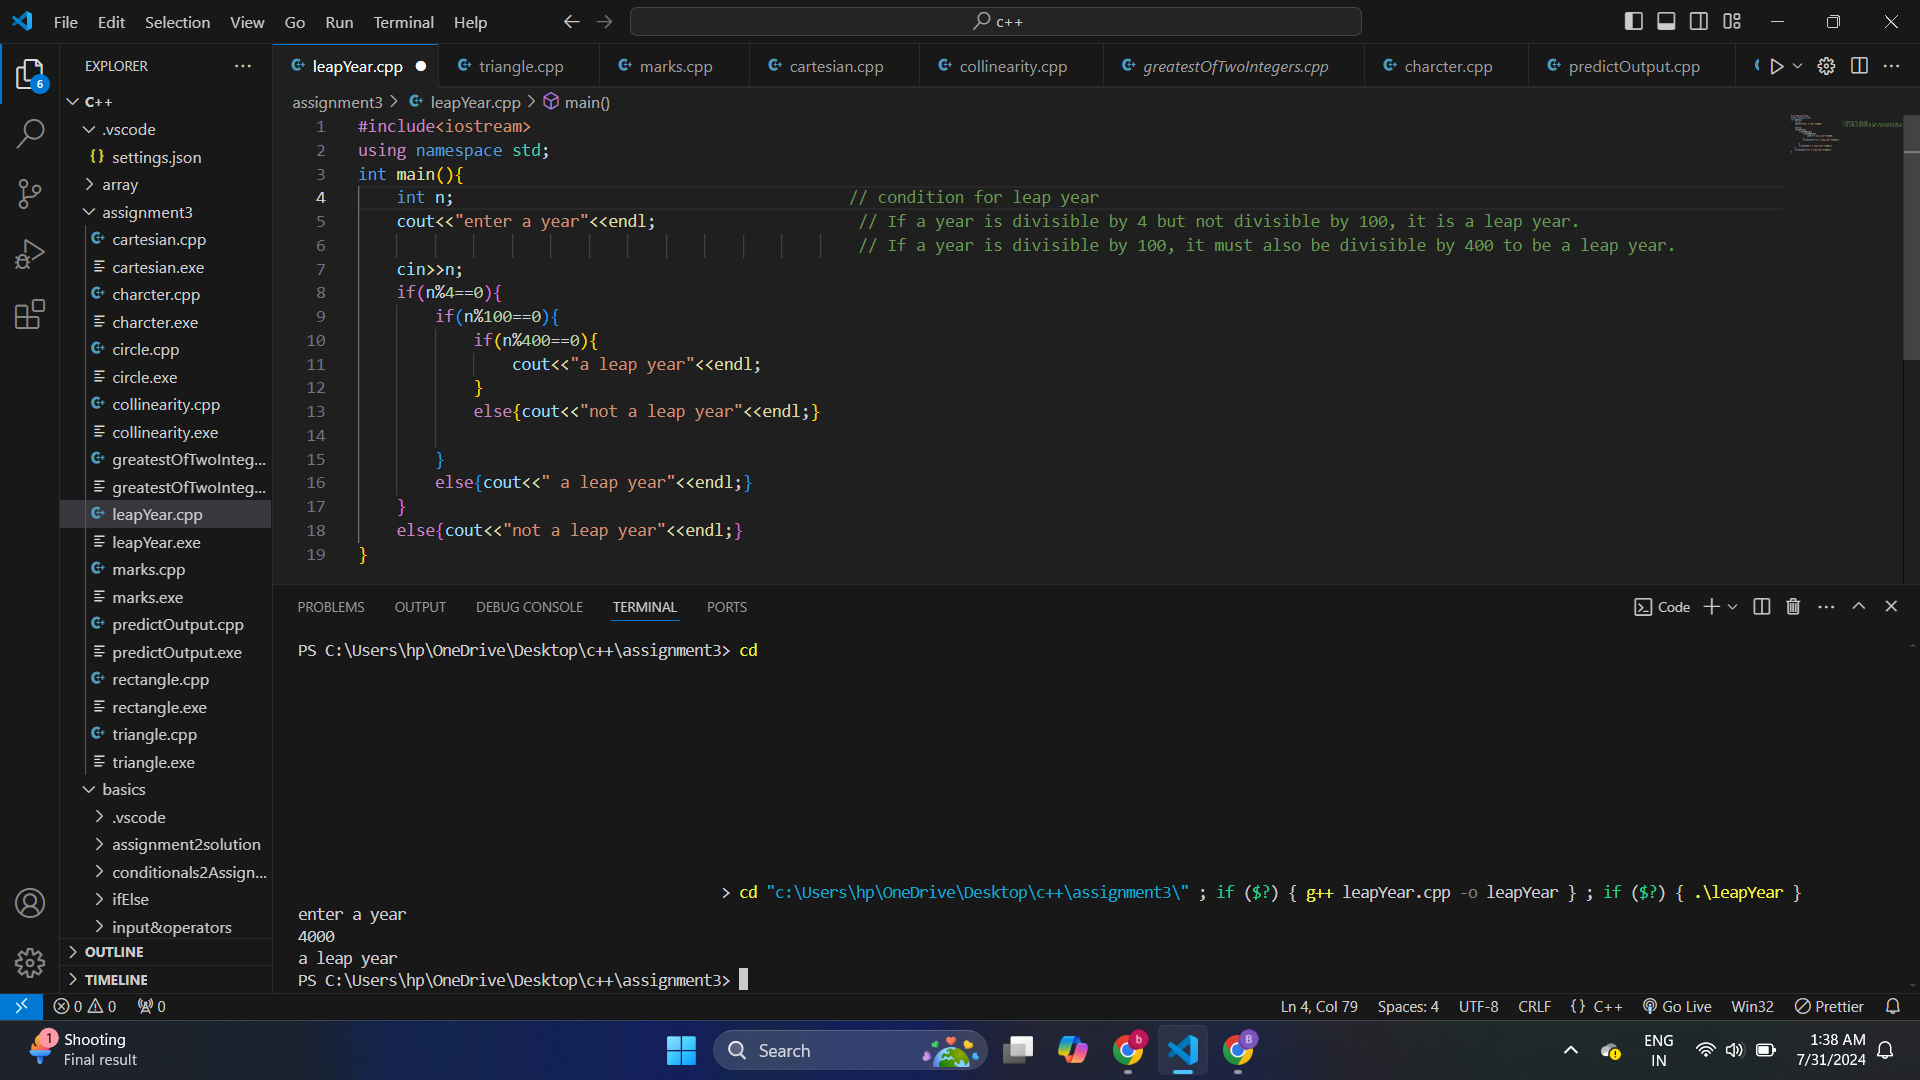 File Edit Selection View Go Run Terminal Help
c++
EXPLORER
6
C++
.vscode
{} settings.json
array
assignment3
cartesian.cpp
cartesian.exe
charcter.cpp
charcter.exe
circle.cpp
circle.exe
collinearity.cpp
collinearity.exe
greatestOfTwoInteg...
greatestOfTwoInteg...
leapYear.cpp
leapYear.exe
marks.cpp
marks.exe
predictOutput.cpp
predictOutput.exe
rectangle.cpp
rectangle.exe
triangle.cpp
triangle.exe
basics
.vscode
assignment2solution
conditionals2Assign...
ifElse
input&operators
OUTLINE
TIMELINE
leapYear.cpp triangle.cpp marks.cpp cartesian.cpp collinearity.cpp greatestOfTwoIntegers.cpp charcter.cpp predictOutput.cpp
assignment3 > leapYear.cpp > main()
1 #include<iostream>
2 using namespace std;
3 int main(){
4 int n; // condition for leap year
5 cout<<"enter a year"<<endl; // If a year is divisible by 4 but not divisible by 100, it is a leap year.
6 // If a year is divisible by 100, it must also be divisible by 400 to be a leap year.
7 cin>>n;
8 if(n%4==0){
9 if(n%100==0){
10 if(n%400==0){
11 cout<<"a leap year"<<endl;
12 }
13 else{cout<<"not a leap year"<<endl;}
14
15 }
16 else{cout<<" a leap year"<<endl;}
17 }
18 else{cout<<"not a leap year"<<endl;}
19 }
PROBLEMS OUTPUT DEBUG CONSOLE TERMINAL PORTS
Code
PS C:\Users\hp\OneDrive\Desktop\c++\assignment3> cd
> cd "c:\Users\hp\OneDrive\Desktop\c++\assignment3\" ; if ($?) { g++ leapYear.cpp -o leapYear } ; if ($?) { .\leapYear }
enter a year
4000
a leap year
PS C:\Users\hp\OneDrive\Desktop\c++\assignment3>
0 0 0
Ln 4, Col 79 Spaces: 4 UTF-8 CRLF {} C++ Go Live Win32 Prettier
1
Shooting
Final result
Search
b
B
ENG
IN
1:38 AM
7/31/2024